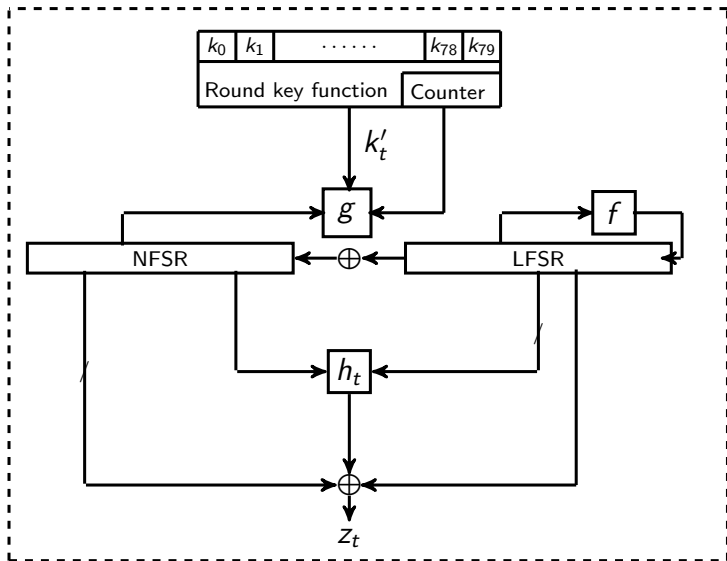 k₀ k₁ ······ k₇₈ k₇₉
Round key function Counter
k′ₜ
g f
NFSR ⊕ LFSR
hₜ
⊕
zₜ